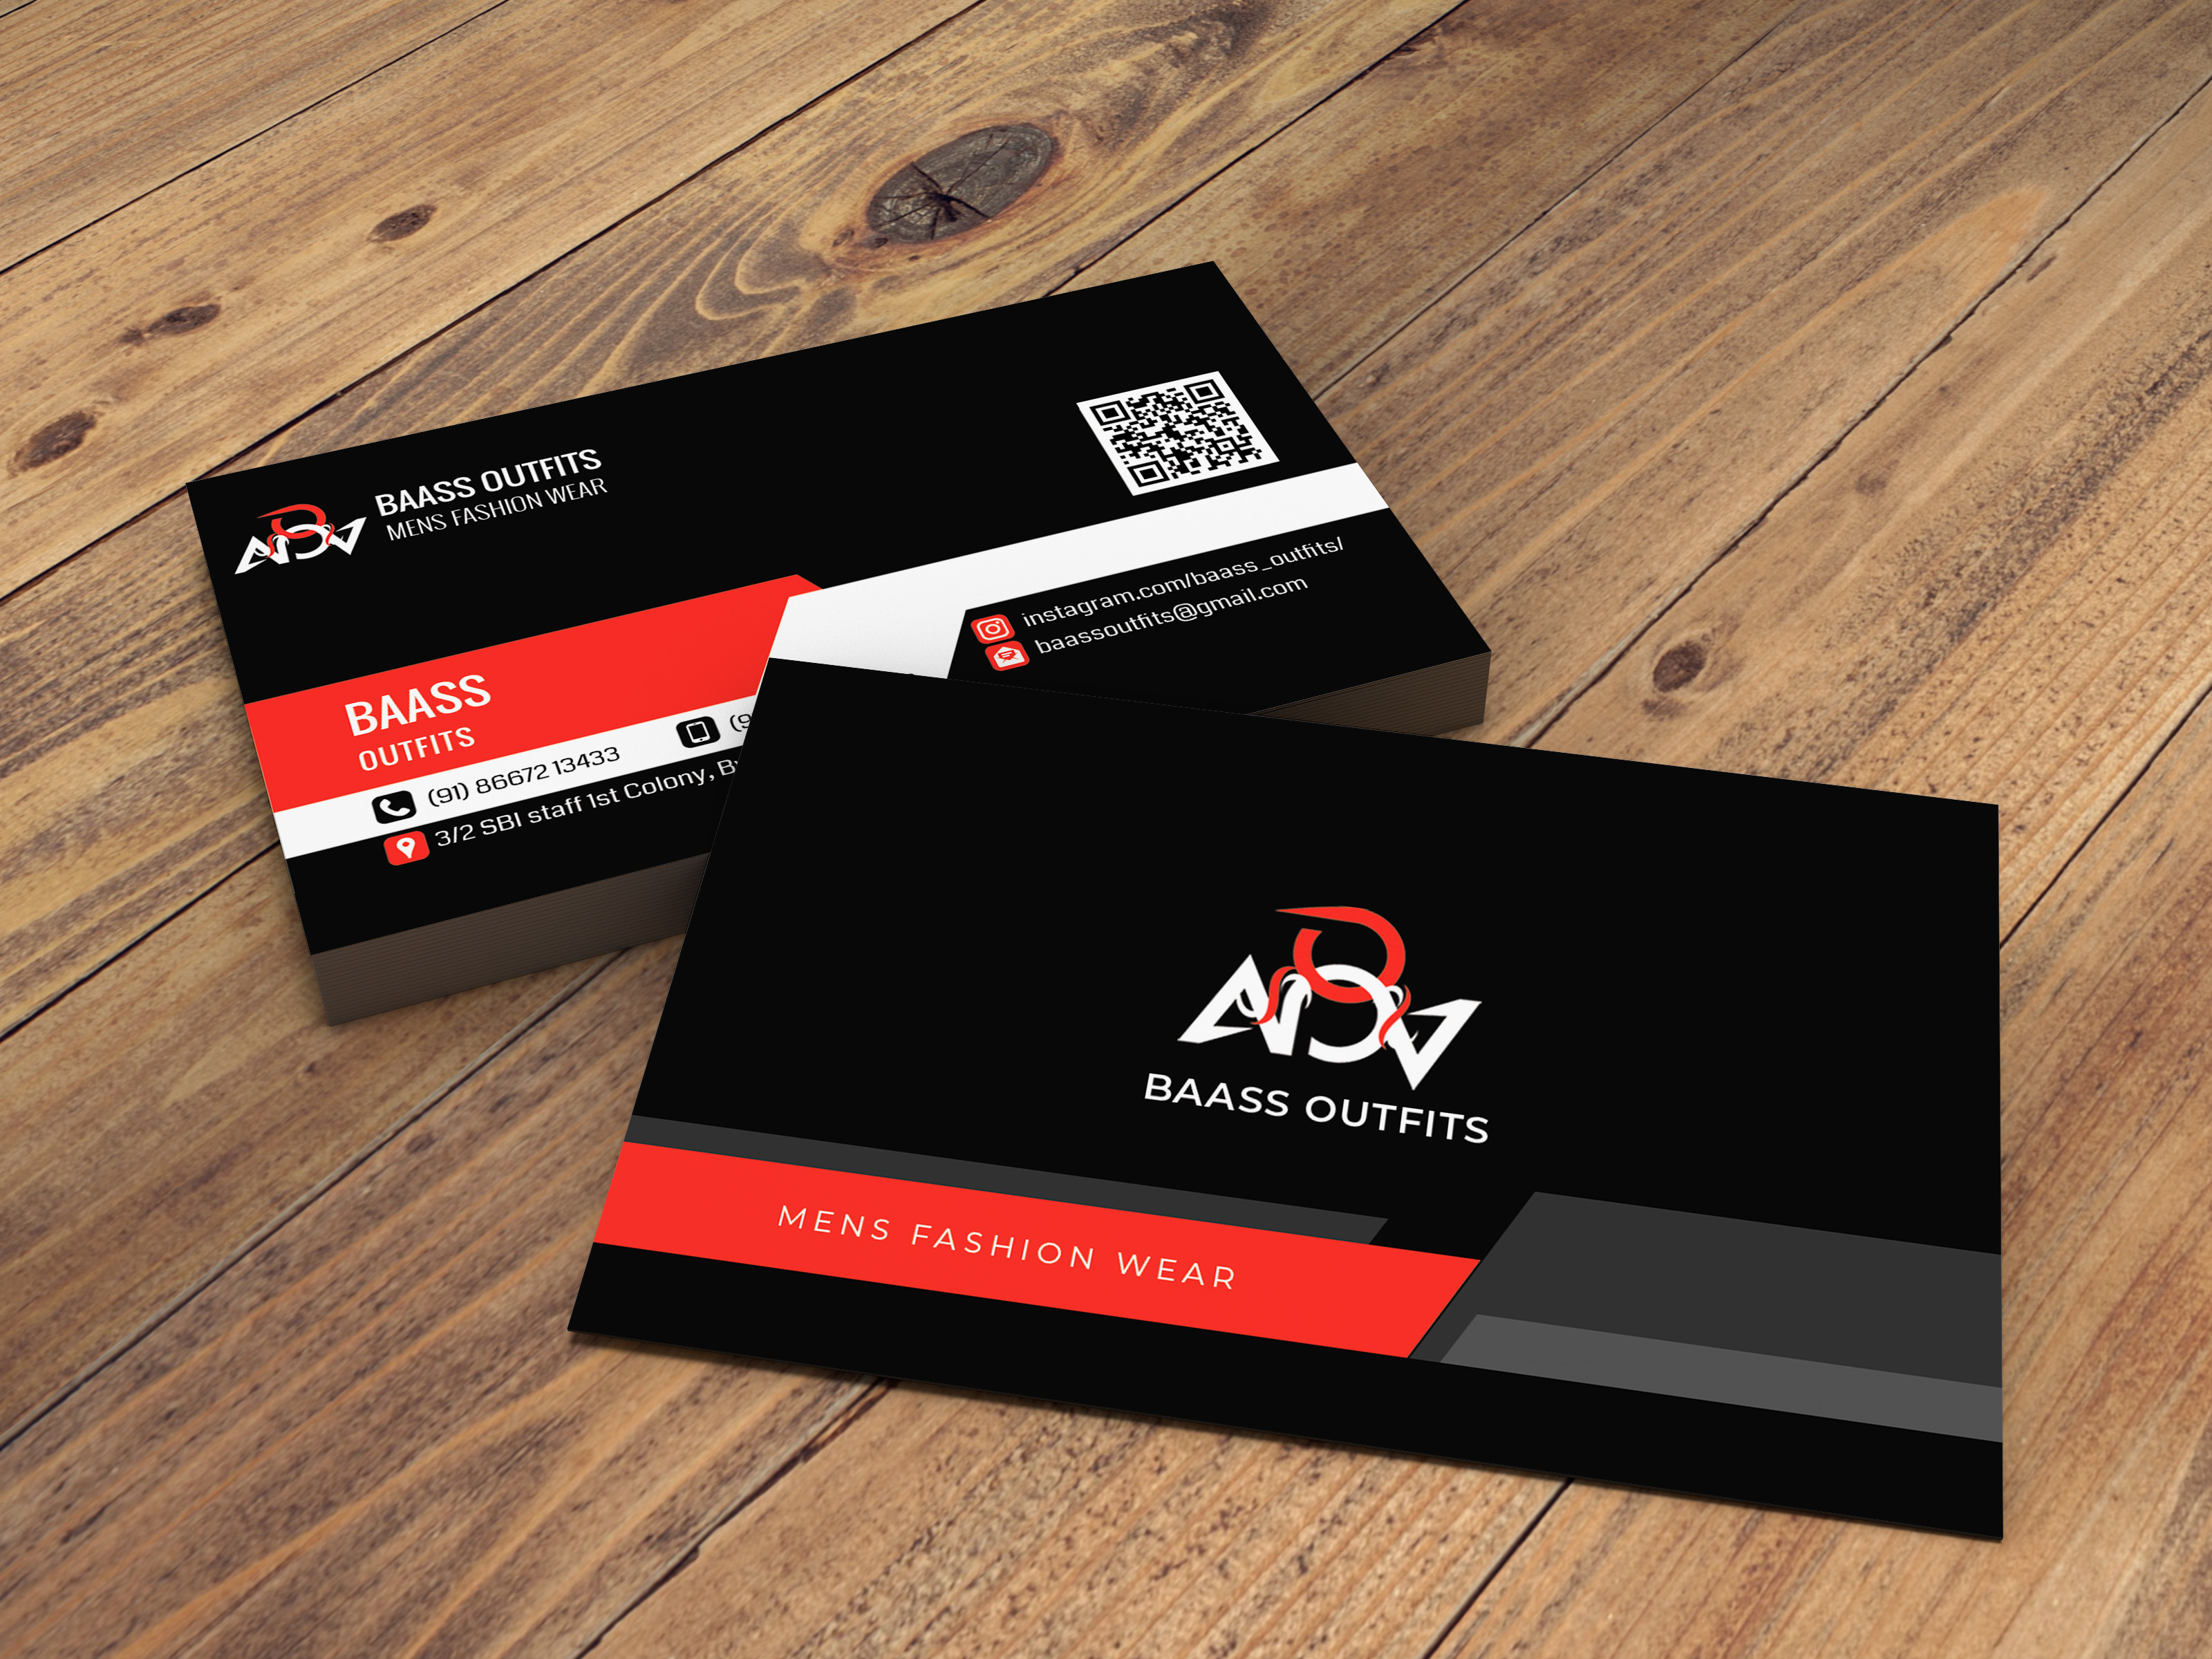 BAASS OUTFITS
MENS FASHION WEAR
instagram.com/baass_outfits/
baassoutfits@gmail.com
BAASS
OUTFITS
(91) 86672 13433 (9
3/2 SBI staff 1st Colony,
BAASS OUTFITS
MENS FASHION WEAR